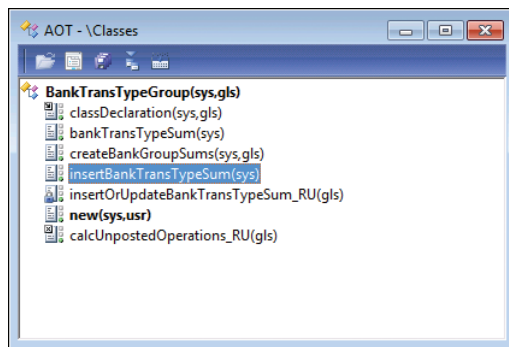 AOT - \Classes
BankTransTypeGroup(sys,gls)
classDeclaration(sys,gls)
bankTransTypeSum(sys)
createBankGroupSums(sys,gls)
insertBankTransTypeSum(sys)
insertOrUpdateBankTransTypeSum_RU(gls)
new(sys,usr)
calcUnpostedOperations_RU(gls)